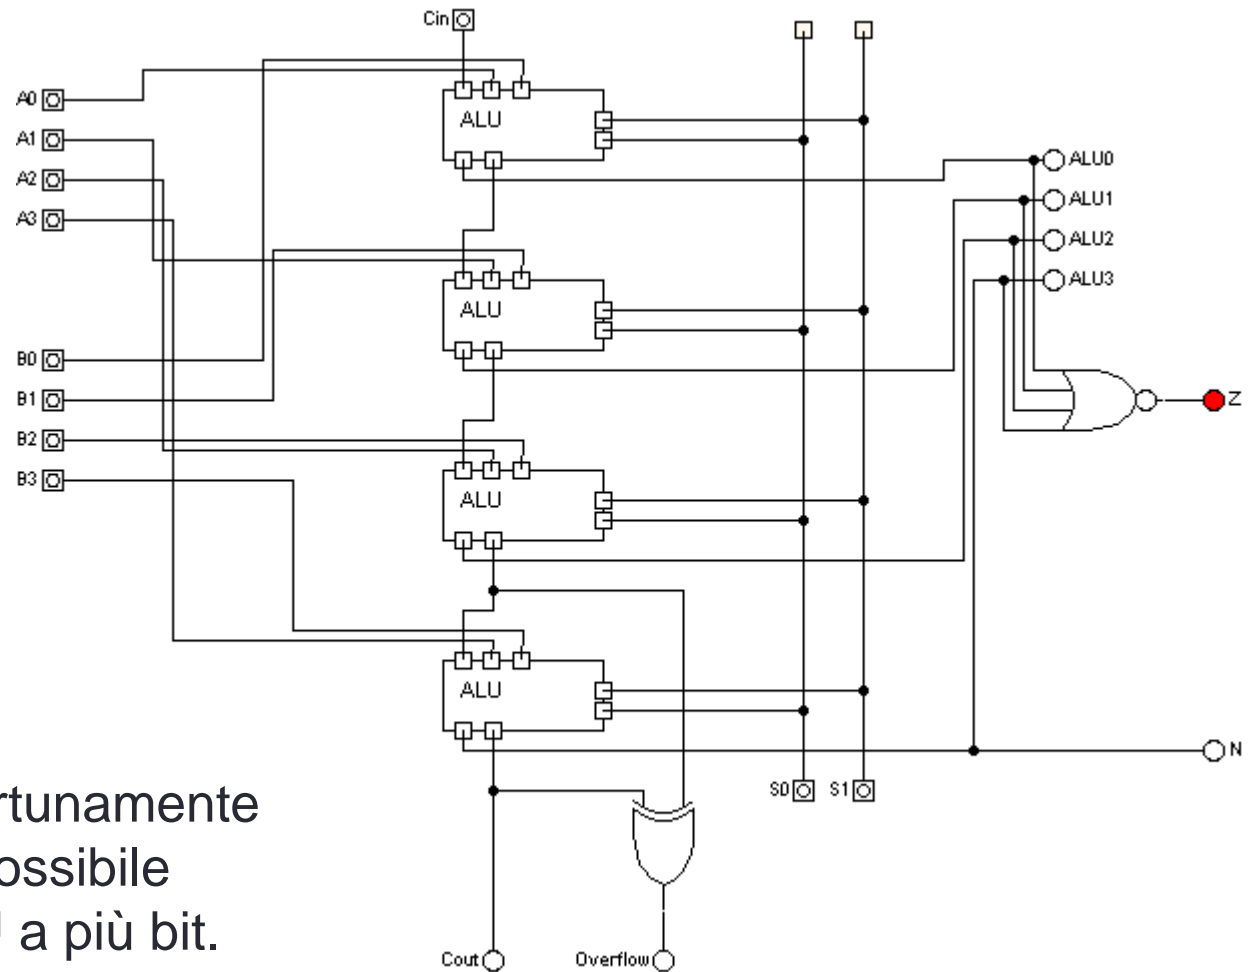 Cin
A0
ALU
A1
ALU0
A2
ALU1
A3
ALU2
ALU3
ALU
B0
B1
Z
B2
B3
ALU
ALU
N
S0 S1
rtunamente
ossibile
a più bit.
Cout
Overflow